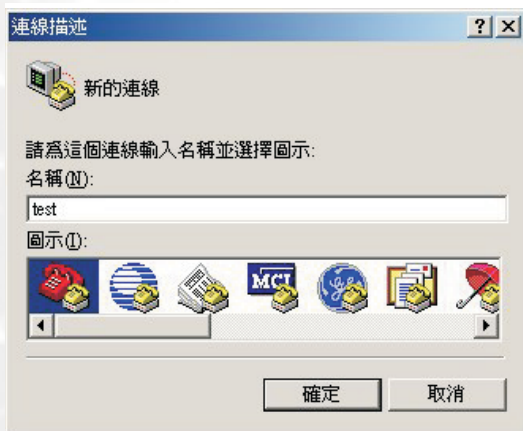 連線描述
新的連線
請為這個連線輸入名稱並選擇圖示:
名稱(N):
test
圖示(I):
MCI
確定
取消